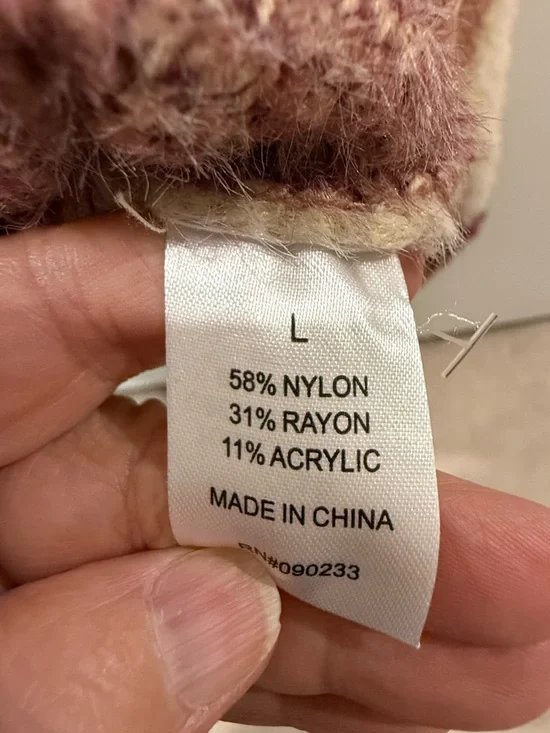 L
58% NYLON
31% RAYON
11% ACRYLIC
MADE IN CHINA
RN#090233